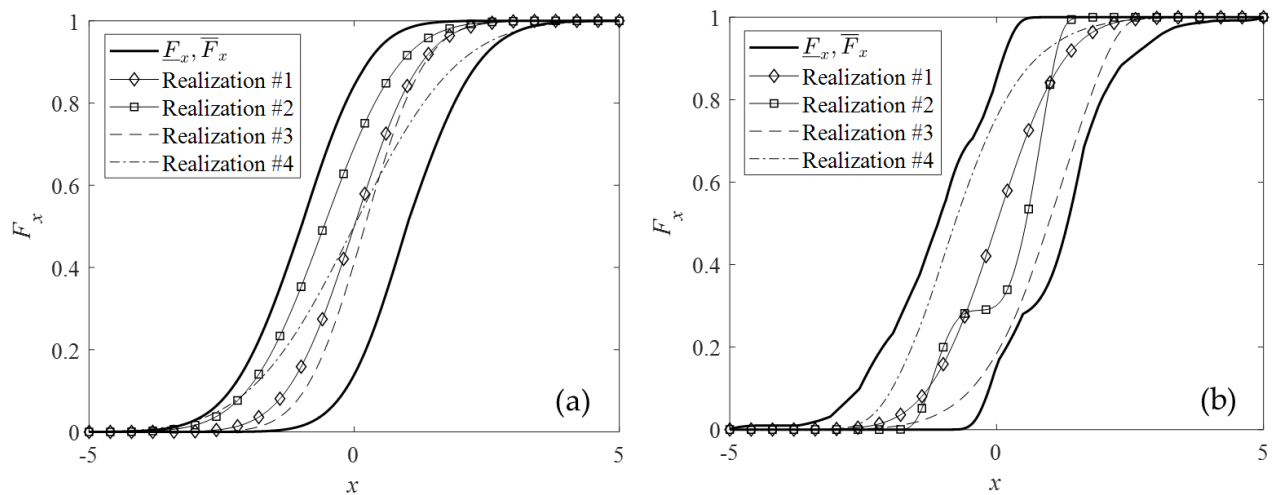 1
0.8
0.6
0.4
0.2
0
F_x
-5
0
5
x
F̲_x, F̅_x
Realization #1
Realization #2
Realization #3
Realization #4
(a)
1
0.8
0.6
0.4
0.2
0
F_x
-5
0
5
x
F̲_x, F̅_x
Realization #1
Realization #2
Realization #3
Realization #4
(b)